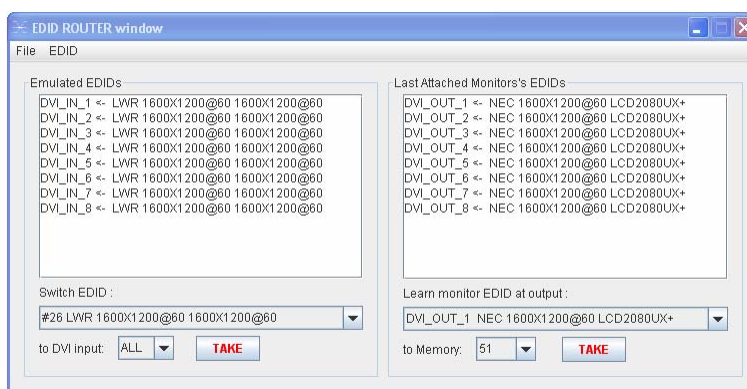 EDID ROUTER window
File EDID
Emulated EDIDs
DVI_IN_1 <- LWR 1600X1200@60 1600X1200@60
DVI_IN_2 <- LWR 1600X1200@60 1600X1200@60
DVI_IN_3 <- LWR 1600X1200@60 1600X1200@60
DVI_IN_4 <- LWR 1600X1200@60 1600X1200@60
DVI_IN_5 <- LWR 1600X1200@60 1600X1200@60
DVI_IN_6 <- LWR 1600X1200@60 1600X1200@60
DVI_IN_7 <- LWR 1600X1200@60 1600X1200@60
DVI_IN_8 <- LWR 1600X1200@60 1600X1200@60
Switch EDID :
#26 LWR 1600X1200@60 1600X1200@60
to DVI input: ALL TAKE
Last Attached Monitors's EDIDs
DVI_OUT_1 <- NEC 1600X1200@60 LCD2080UX+
DVI_OUT_2 <- NEC 1600X1200@60 LCD2080UX+
DVI_OUT_3 <- NEC 1600X1200@60 LCD2080UX+
DVI_OUT_4 <- NEC 1600X1200@60 LCD2080UX+
DVI_OUT_5 <- NEC 1600X1200@60 LCD2080UX+
DVI_OUT_6 <- NEC 1600X1200@60 LCD2080UX+
DVI_OUT_7 <- NEC 1600X1200@60 LCD2080UX+
DVI_OUT_8 <- NEC 1600X1200@60 LCD2080UX+
Learn monitor EDID at output :
DVI_OUT_1 NEC 1600X1200@60 LCD2080UX+
to Memory: 51 TAKE